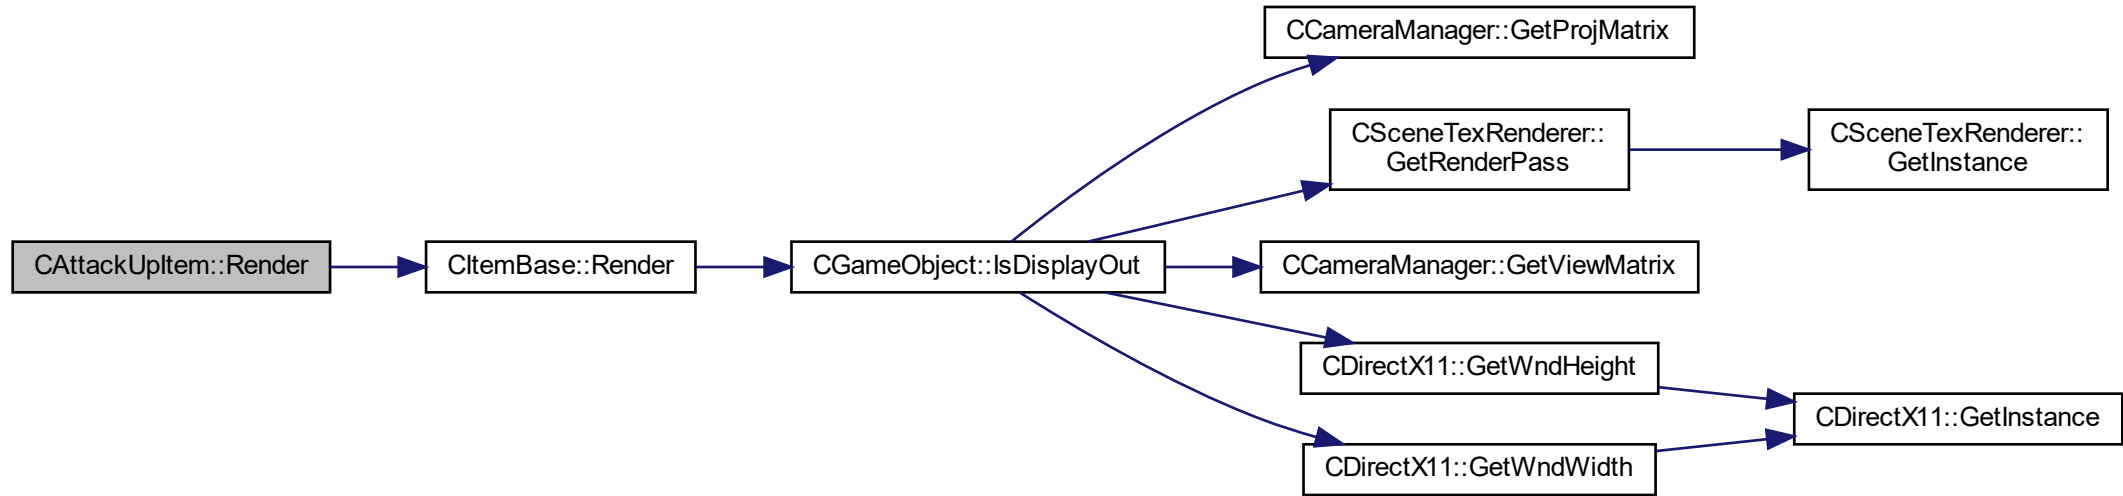 CCameraManager::GetProjMatrix
CSceneTexRenderer::
GetRenderPass
CSceneTexRenderer::
GetInstance
CAttackUpItem::Render
CItemBase::Render
CGameObject::IsDisplayOut
CCameraManager::GetViewMatrix
CDirectX11::GetWndHeight
CDirectX11::GetInstance
CDirectX11::GetWndWidth